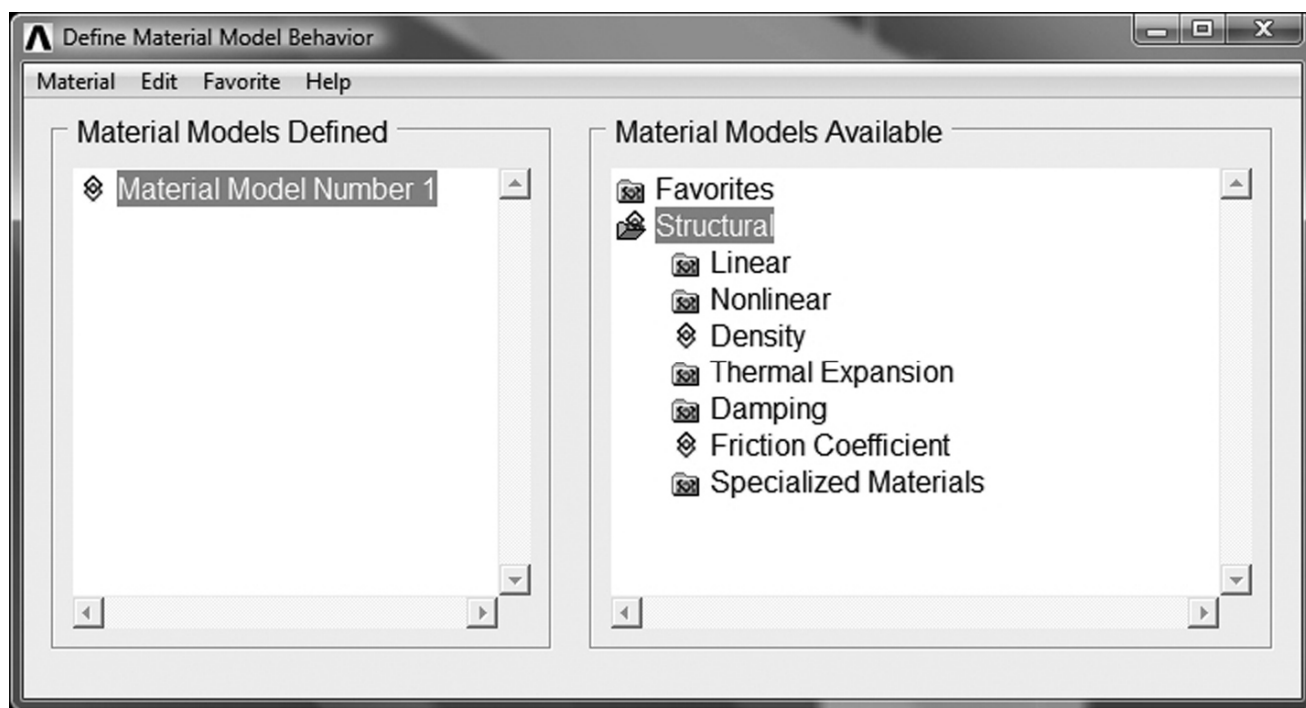 Define Material Model Behavior
Material Edit Favorite Help
Material Models Defined
Material Model Number 1
Material Models Available
Favorites
Structural
Linear
Nonlinear
Density
Thermal Expansion
Damping
Friction Coefficient
Specialized Materials